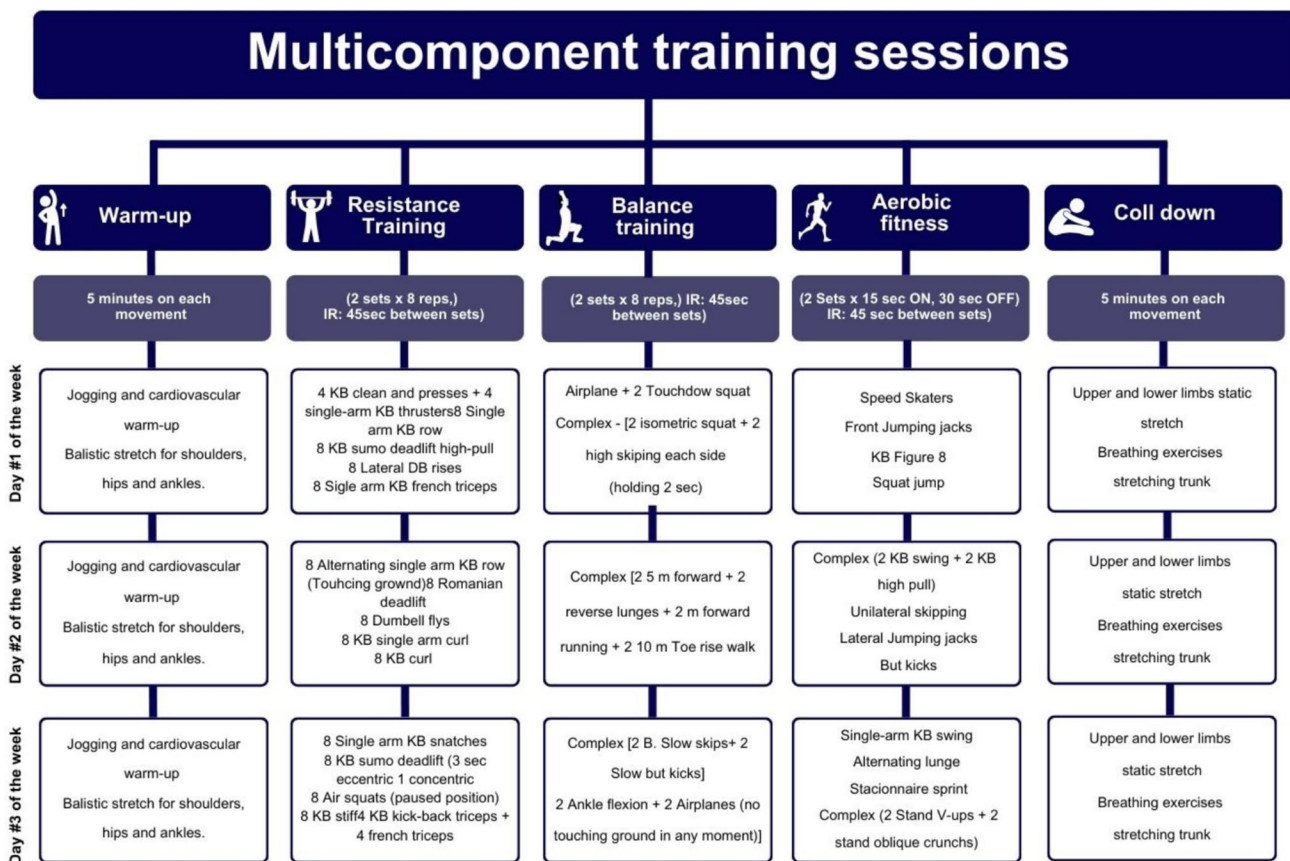 Multicomponent training sessions
Warm-up
Resistance
Training
Balance
training
Aerobic
fitness
Coll down
5 minutes on each
movement
(2 sets x 8 reps,)
IR: 45sec between sets)
(2 sets x 8 reps,) IR: 45sec
between sets)
(2 Sets x 15 sec ON, 30 sec OFF)
IR: 45 sec between sets)
5 minutes on each
movement
Day #1 of the week
Jogging and cardiovascular
warm-up
Balistic stretch for shoulders,
hips and ankles.
4 KB clean and presses + 4
single-arm KB thrusters8 Single
arm KB row
8 KB sumo deadlift high-pull
8 Lateral DB rises
8 Sigle arm KB french triceps
Airplane + 2 Touchdow squat
Complex - [2 isometric squat + 2
high skiping each side
(holding 2 sec)
Speed Skaters
Front Jumping jacks
KB Figure 8
Squat jump
Upper and lower limbs static
stretch
Breathing exercises
stretching trunk
Day #2 of the week
Jogging and cardiovascular
warm-up
Balistic stretch for shoulders,
hips and ankles.
8 Alternating single arm KB row
(Touhcing grownd)8 Romanian
deadlift
8 Dumbell flys
8 KB single arm curl
8 KB curl
Complex [2 5 m forward + 2
reverse lunges + 2 m forward
running + 2 10 m Toe rise walk
Complex (2 KB swing + 2 KB
high pull)
Unilateral skipping
Lateral Jumping jacks
But kicks
Upper and lower limbs
static stretch
Breathing exercises
stretching trunk
Day #3 of the week
Jogging and cardiovascular
warm-up
Balistic stretch for shoulders,
hips and ankles.
8 Single arm KB snatches
8 KB sumo deadlift (3 sec
eccentric 1 concentric
8 Air squats (paused position)
8 KB stiff4 KB kick-back triceps +
4 french triceps
Complex [2 B. Slow skips+ 2
Slow but kicks]
2 Ankle flexion + 2 Airplanes (no
touching ground in any moment)]
Single-arm KB swing
Alternating lunge
Stacionnaire sprint
Complex (2 Stand V-ups + 2
stand oblique crunchs)
Upper and lower limbs
static stretch
Breathing exercises
stretching trunk